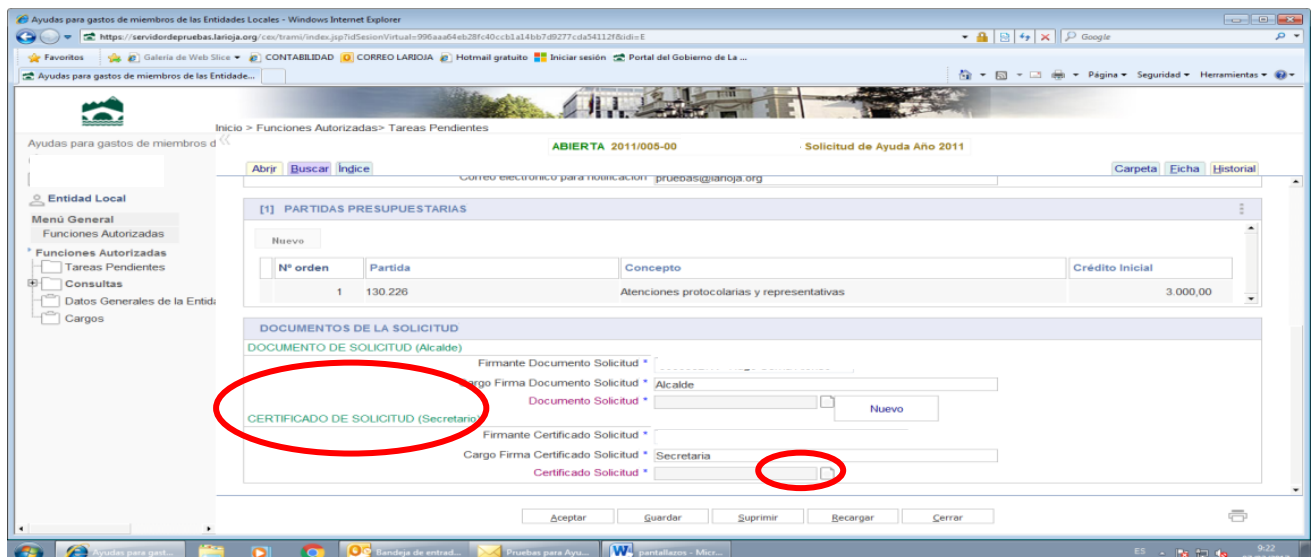 Ayudas para gastos de miembros de las Entidades Locales - Windows Internet Explorer
https://servidordepruebas.larioja.org/cex/trami/index.jsp?idSesionVirtual=996aaa64eb28fc40ccb1a14bb7d9277cda54112f&idi=E
Google
Favoritos Galería de Web Slice CONTABILIDAD CORREO LARIOJA Hotmail gratuito Iniciar sesión Portal del Gobierno de La ...
Ayudas para gastos de miembros de las Entidade...
Página Seguridad Herramientas
Inicio > Funciones Autorizadas> Tareas Pendientes
Ayudas para gastos de miembros d
ABIERTA 2011/005-00 - Solicitud de Ayuda Año 2011
Abrir Buscar Índice Carpeta Ficha Historial
Correo electrónico para notificación pruebas@larioja.org
Entidad Local
Menú General
Funciones Autorizadas
Funciones Autorizadas
Tareas Pendientes
Consultas
Datos Generales de la Entida
Cargos
[1] PARTIDAS PRESUPUESTARIAS
Nuevo
Nº orden Partida Concepto Crédito Inicial
1 130.226 Atenciones protocolarias y representativas 3.000,00
DOCUMENTOS DE LA SOLICITUD
DOCUMENTO DE SOLICITUD (Alcalde)
Firmante Documento Solicitud *
Cargo Firma Documento Solicitud * Alcalde
Documento Solicitud * Nuevo
CERTIFICADO DE SOLICITUD (Secretario)
Firmante Certificado Solicitud *
Cargo Firma Certificado Solicitud * Secretaria
Certificado Solicitud *
Aceptar Guardar Suprimir Recargar Cerrar
Ayudas para gast... Bandeja de entrad... Pruebas para Ayu... pantallazos - Micr... ES 9:22